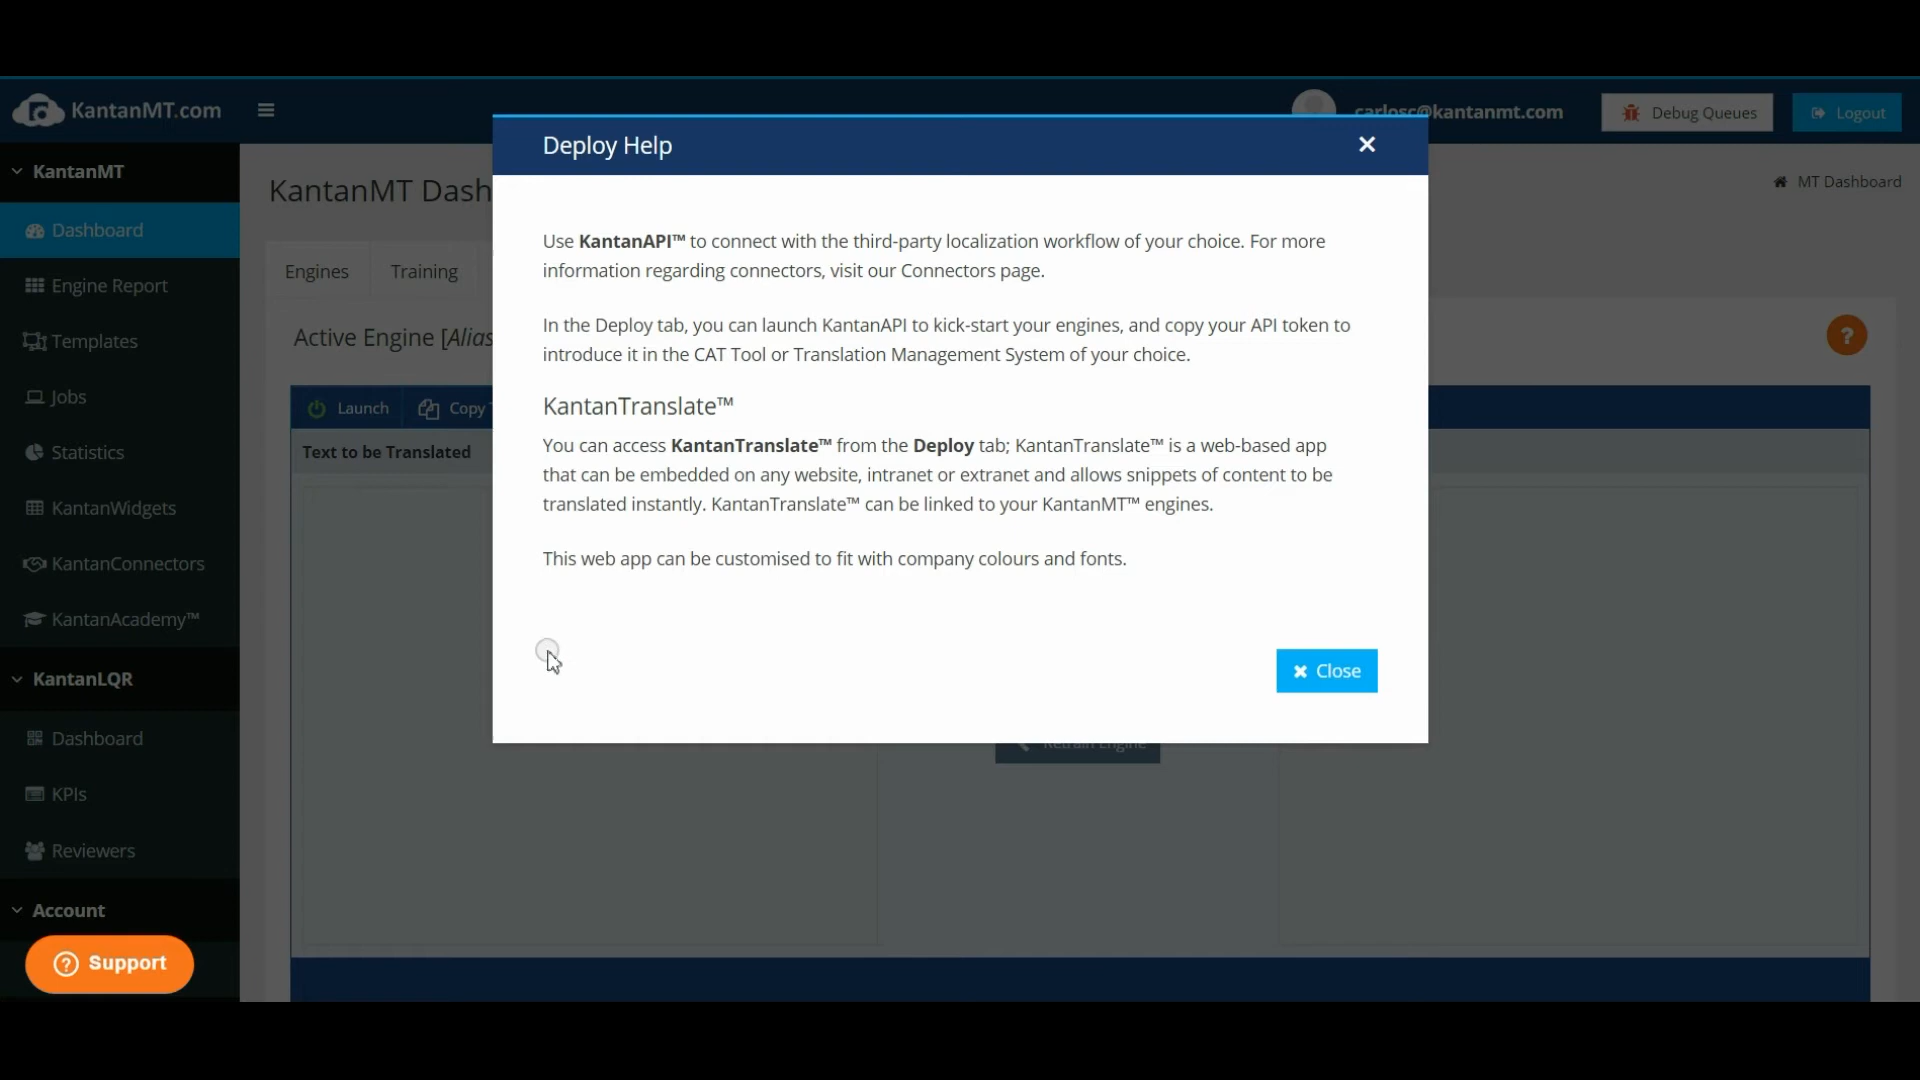 KantanMT.com
carlosc@kantanmt.com
Debug Queues
Logout
KantanMT
Dashboard
Engine Report
Templates
Jobs
Statistics
KantanWidgets
KantanConnectors
KantanAcademy™
KantanLQR
Dashboard
KPIs
Reviewers
Account
Support
KantanMT Dash
MT Dashboard
Engines
Training
Active Engine [Alias
?
Launch
Copy
Text to be Translated
Retrain Engine
Deploy Help
Use KantanAPI™ to connect with the third-party localization workflow of your choice. For more
information regarding connectors, visit our Connectors page.
In the Deploy tab, you can launch KantanAPI to kick-start your engines, and copy your API token to
introduce it in the CAT Tool or Translation Management System of your choice.
KantanTranslate™
You can access KantanTranslate™ from the Deploy tab; KantanTranslate™ is a web-based app
that can be embedded on any website, intranet or extranet and allows snippets of content to be
translated instantly. KantanTranslate™ can be linked to your KantanMT™ engines.
This web app can be customised to fit with company colours and fonts.
Close